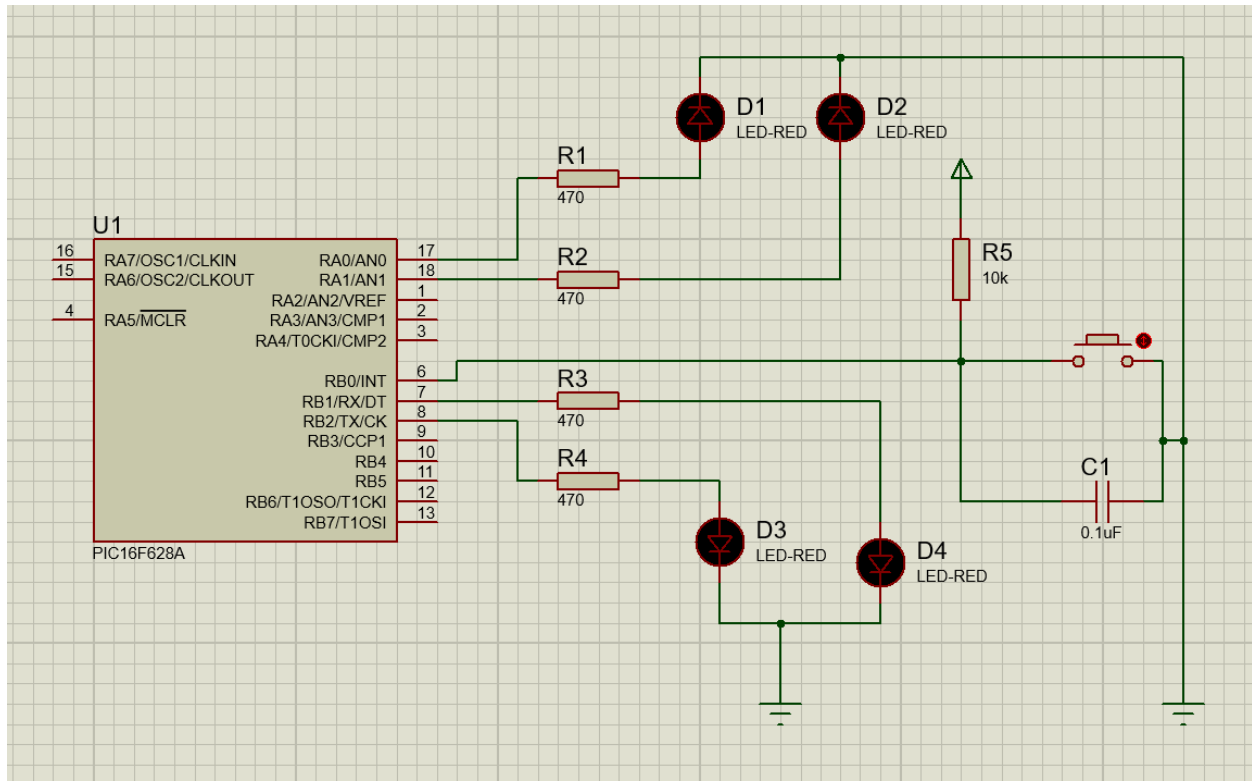 D1
LED-RED
D2
LED-RED
R1
470
U1
R2
470
R5
10k
16
RA7/OSC1/CLKIN
RA0/AN0
17
15
RA6/OSC2/CLKOUT
RA1/AN1
18
RA2/AN2/VREF
1
4
RA5/MCLR
RA3/AN3/CMP1
2
RA4/T0CKI/CMP2
3
RB0/INT
6
RB1/RX/DT
7
RB2/TX/CK
8
RB3/CCP1
9
RB4
10
RB5
11
RB6/T1OSO/T1CKI
12
RB7/T1OSI
13
PIC16F628A
R3
470
R4
470
C1
0.1uF
D3
LED-RED
D4
LED-RED